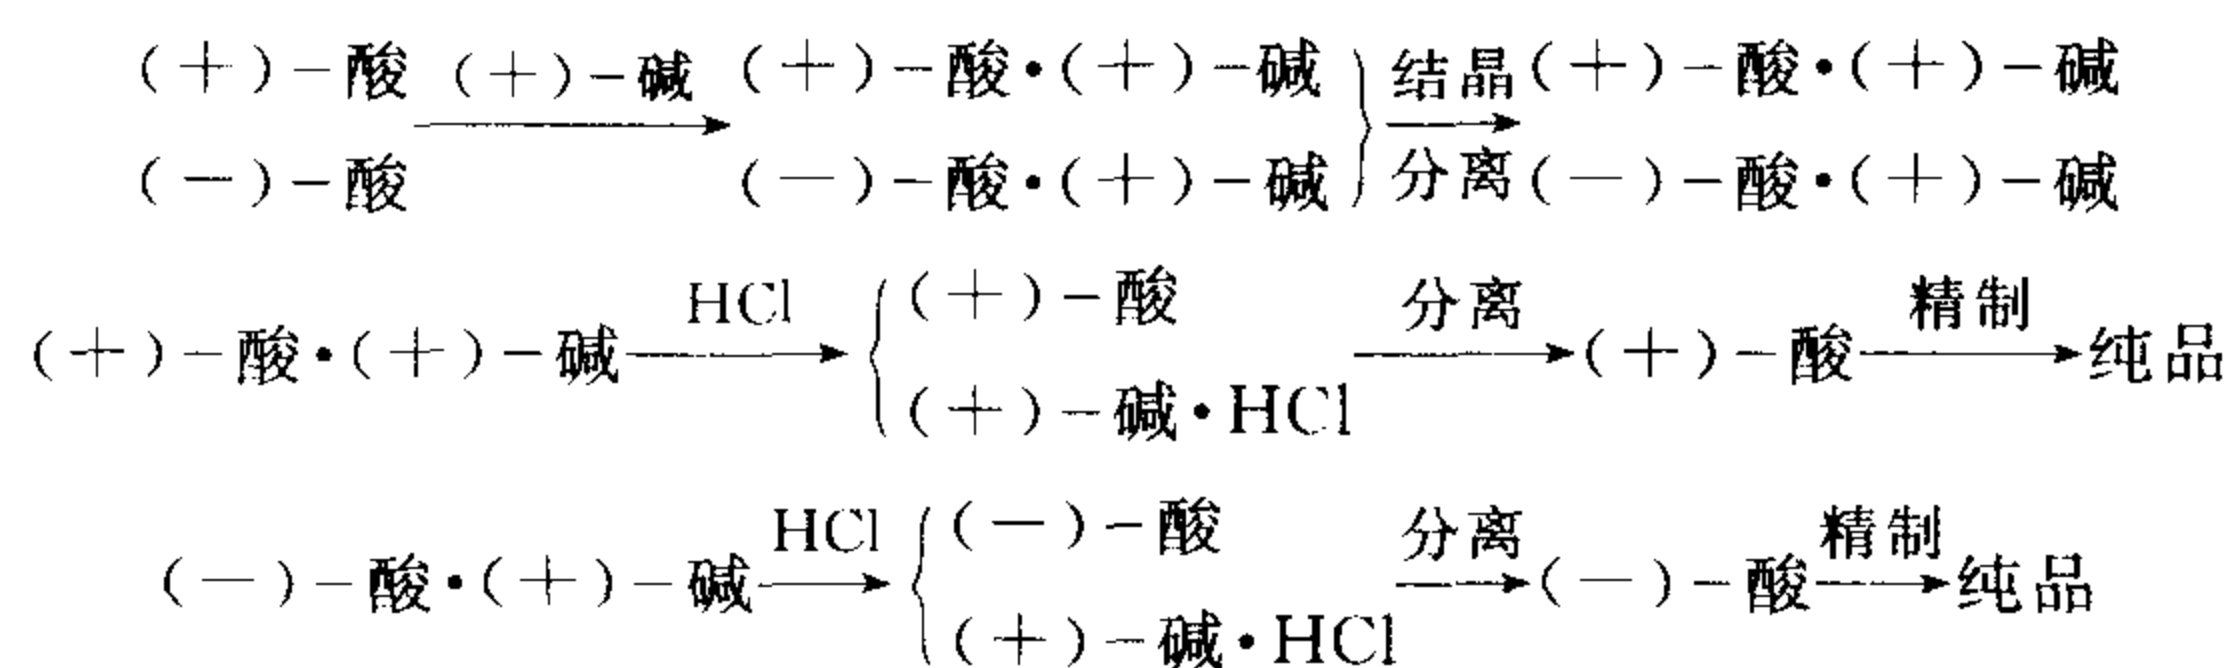 (+)-酸 (+)-碱 (+)-酸·(+)-碱 结晶 (+)-酸·(+)-碱
(-)-酸 (-)-酸·(+)-碱 分离 (-)-酸·(+)-碱
HCl (+)-酸 分离 精制
(+)-酸·(+)-碱 (+)-酸 纯品
(+)-碱·HCl
HCl (-)-酸 分离 精制
(-)-酸·(+)-碱 (-)-酸 纯品
(+)-碱·HCl